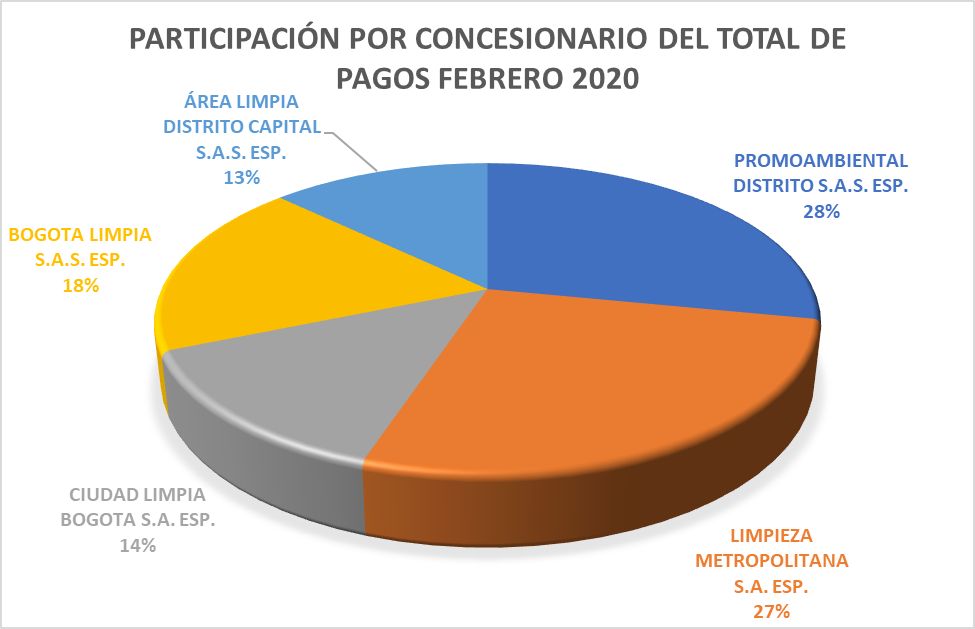 PARTICIPACIÓN POR CONCESIONARIO DEL TOTAL DE
PAGOS FEBRERO 2020
ÁREA LIMPIA
DISTRITO CAPITAL
S.A.S. ESP.
13%
PROMOAMBIENTAL
DISTRITO S.A.S. ESP.
28%
BOGOTA LIMPIA
S.A.S. ESP.
18%
CIUDAD LIMPIA
BOGOTA S.A. ESP.
14%
LIMPIEZA
METROPOLITANA
S.A. ESP.
27%